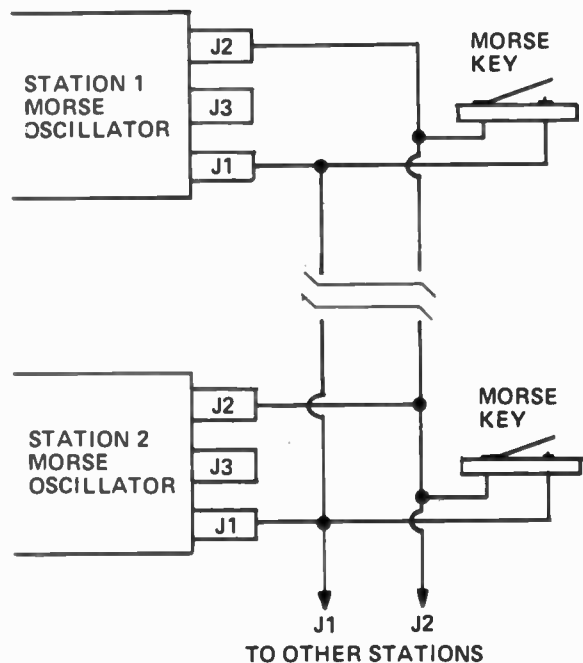 J2
MORSE
KEY
STATION 1
MORSE
OSCILLATOR
J3
J1
J2
MORSE
KEY
STATION 2
MORSE
OSCILLATOR
J3
J1
J1
J2
TO OTHER STATIONS